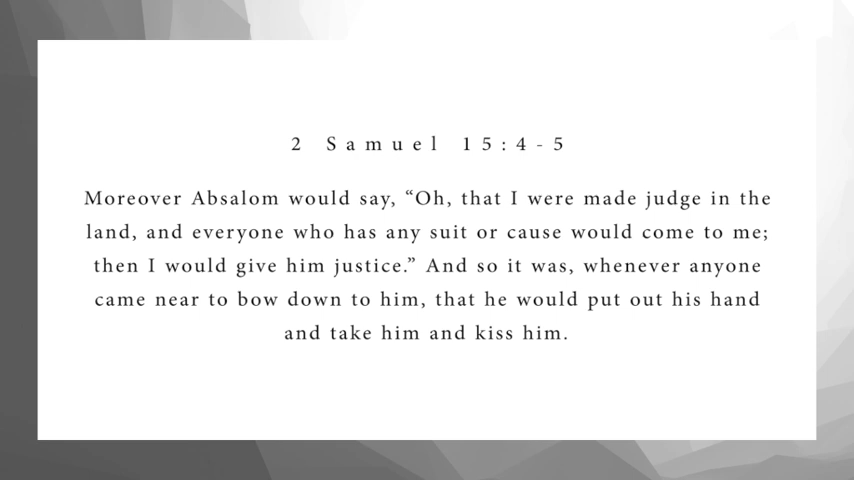 2 Samuel 15:4-5
Moreover Absalom would say, “Oh, that I were made judge in the
land, and everyone who has any suit or cause would come to me;
then I would give him justice.” And so it was, whenever anyone
came near to bow down to him, that he would put out his hand
and take him and kiss him.